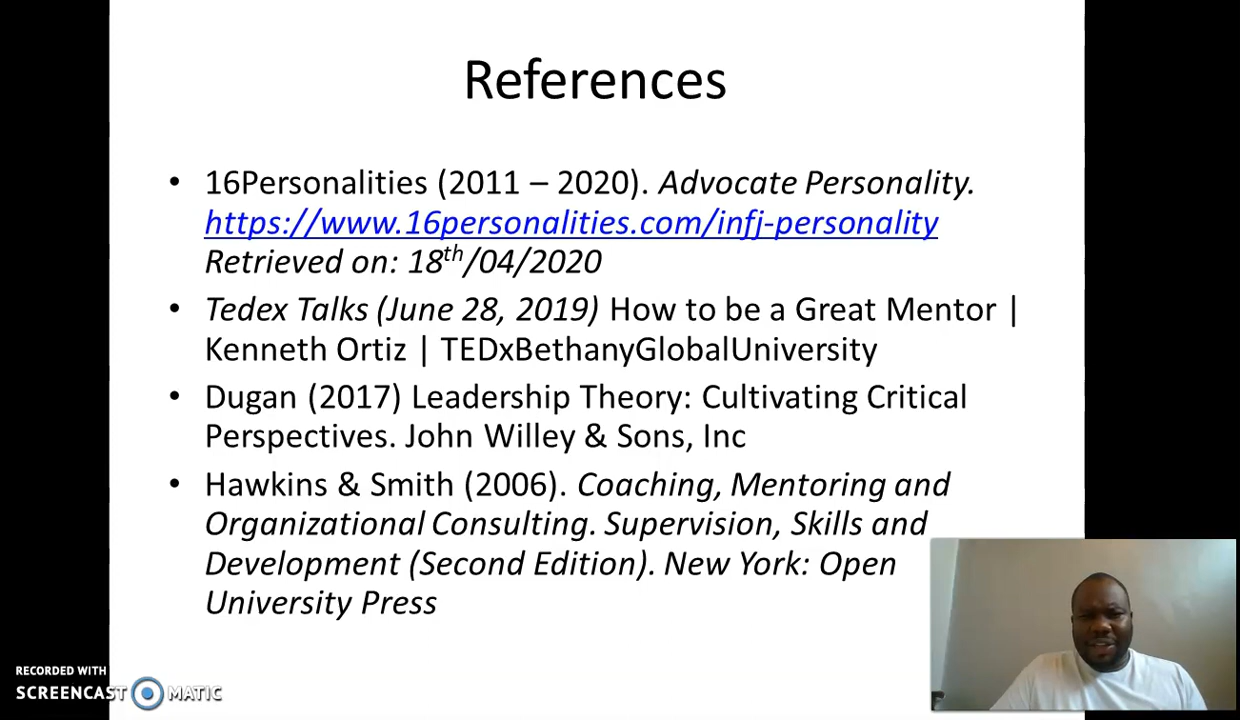 References
• 16Personalities (2011 – 2020). Advocate Personality.
https://www.16personalities.com/infj-personality
Retrieved on: 18th/04/2020
• Tedex Talks (June 28, 2019) How to be a Great Mentor |
Kenneth Ortiz | TEDxBethanyGlobalUniversity
• Dugan (2017) Leadership Theory: Cultivating Critical
Perspectives. John Willey & Sons, Inc
• Hawkins & Smith (2006). Coaching, Mentoring and
Organizational Consulting. Supervision, Skills and
Development (Second Edition). New York: Open
University Press
RECORDED WITH
SCREENCAST MATIC